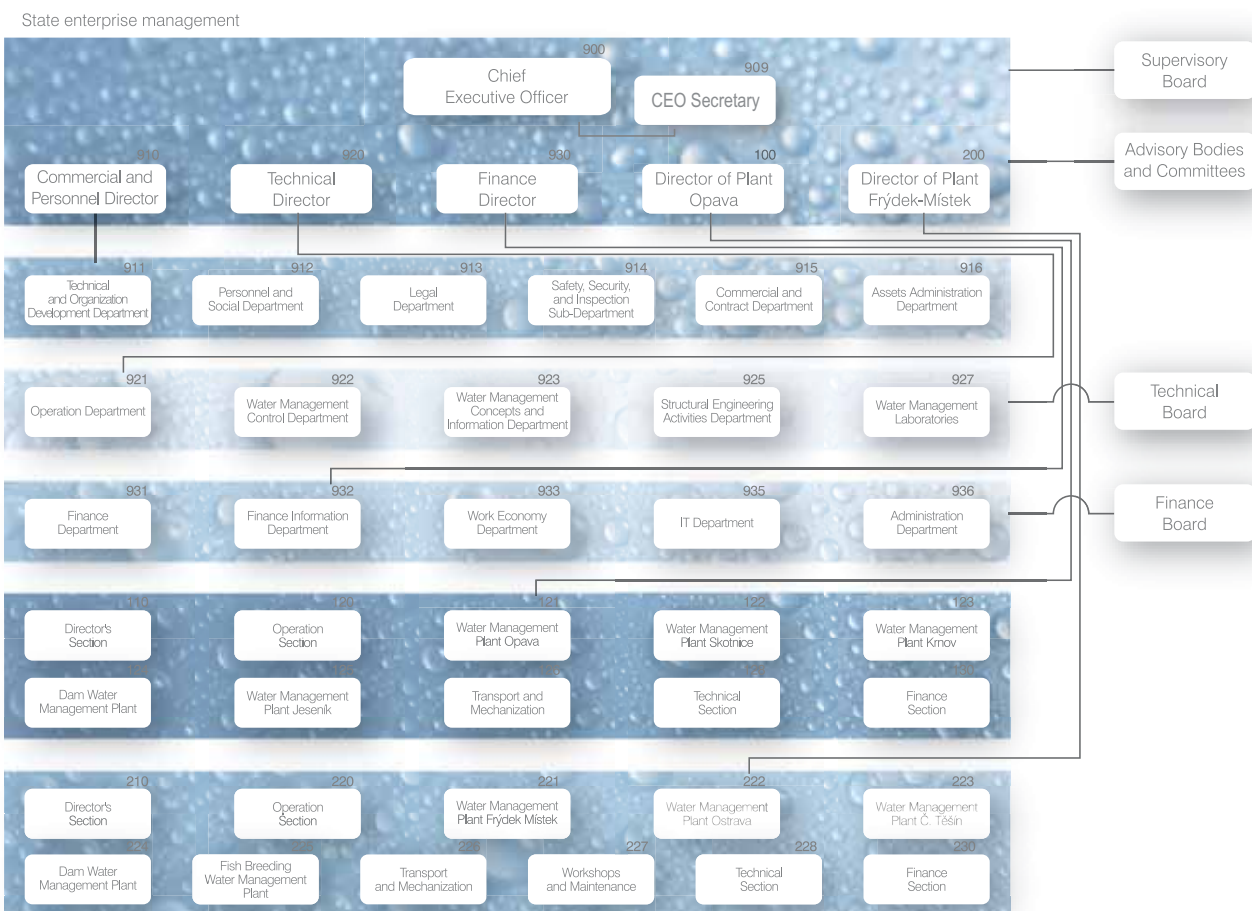 State enterprise management
900
Chief
Executive Officer
909
CEO Secretary
Supervisory
Board
Advisory Bodies
and Committees
910
Commercial and
Personnel Director
920
Technical
Director
930
Finance
Director
100
Director of Plant
Opava
200
Director of Plant
Frýdek-Místek
911
Technical
and Organization
Development Department
912
Personnel and
Social Department
913
Legal
Department
914
Safety, Security,
and Inspection
Sub-Department
915
Commercial and
Contract Department
916
Assets Administration
Department
921
Operation Department
922
Water Management
Control Department
923
Water Management
Concepts and
Information Department
925
Structural Engineering
Activities Department
927
Water Management
Laboratories
Technical
Board
931
Finance
Department
932
Finance Information
Department
933
Work Economy
Department
935
IT Department
936
Administration
Department
Finance
Board
110
Director's
Section
120
Operation
Section
121
Water Management
Plant Opava
122
Water Management
Plant Skotnice
123
Water Management
Plant Krnov
Dam Water
Management Plant
Water Management
Plant Jeseník
Transport and
Mechanization
Technical
Section
Finance
Section
210
Director's
Section
220
Operation
Section
221
Water Management
Plant Frýdek Místek
222
Water Management
Plant Ostrava
223
Water Management
Plant Č. Těšín
224
Dam Water
Management Plant
Fish Breeding
Water Management
Plant
226
Transport
and Mechanization
227
Workshops
and Maintenance
228
Technical
Section
230
Finance
Section